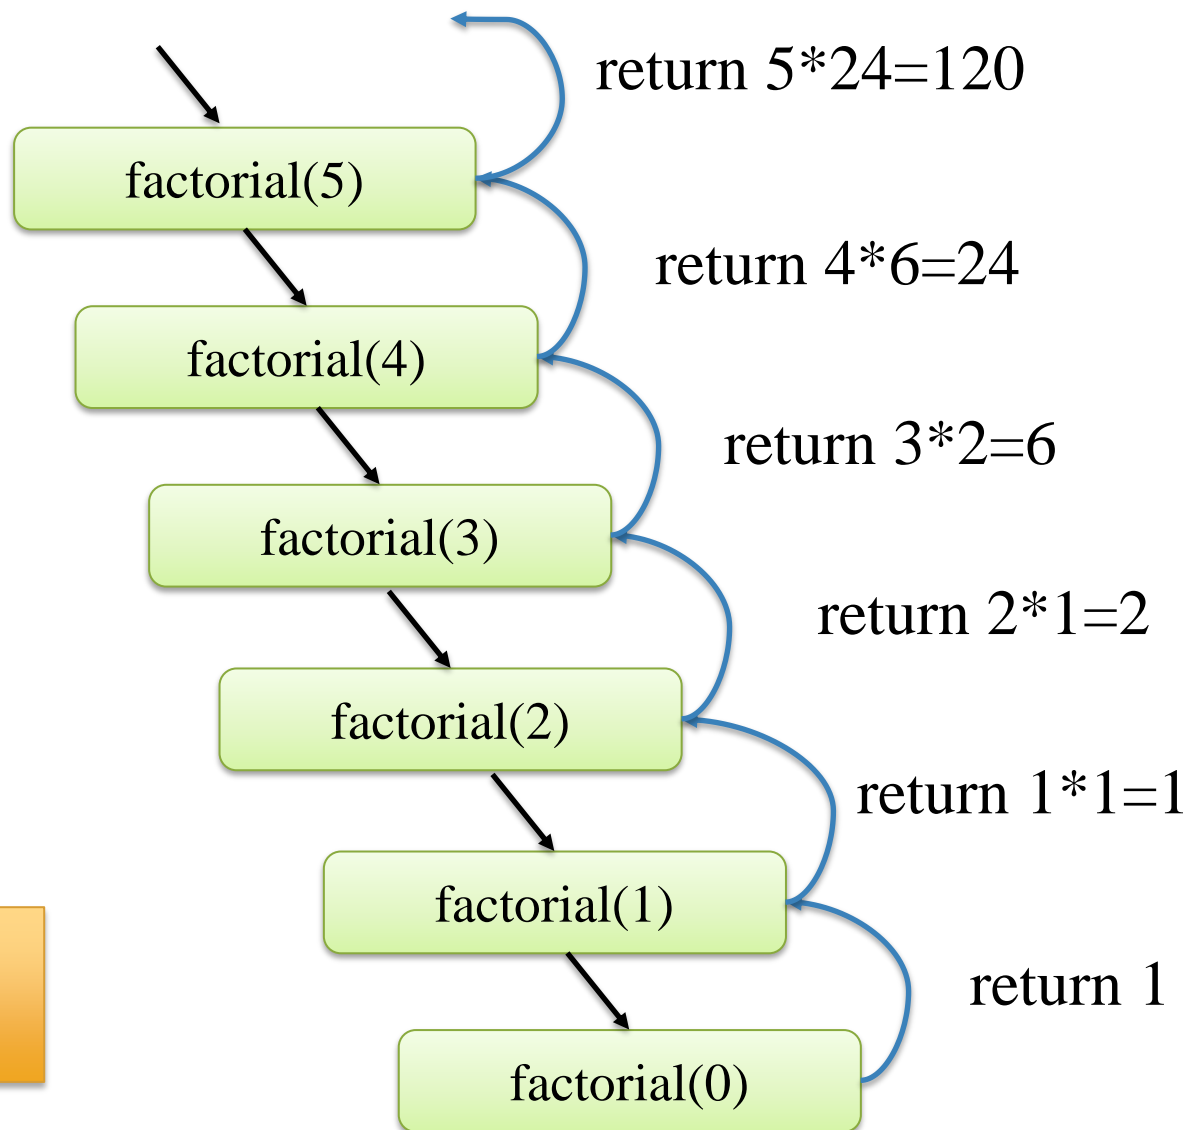 return 5*24=120
factorial(5)
return 4*6=24
factorial(4)
return 3*2=6
factorial(3)
return 2*1=2
factorial(2)
return 1*1=1
factorial(1)
return 1
factorial(0)